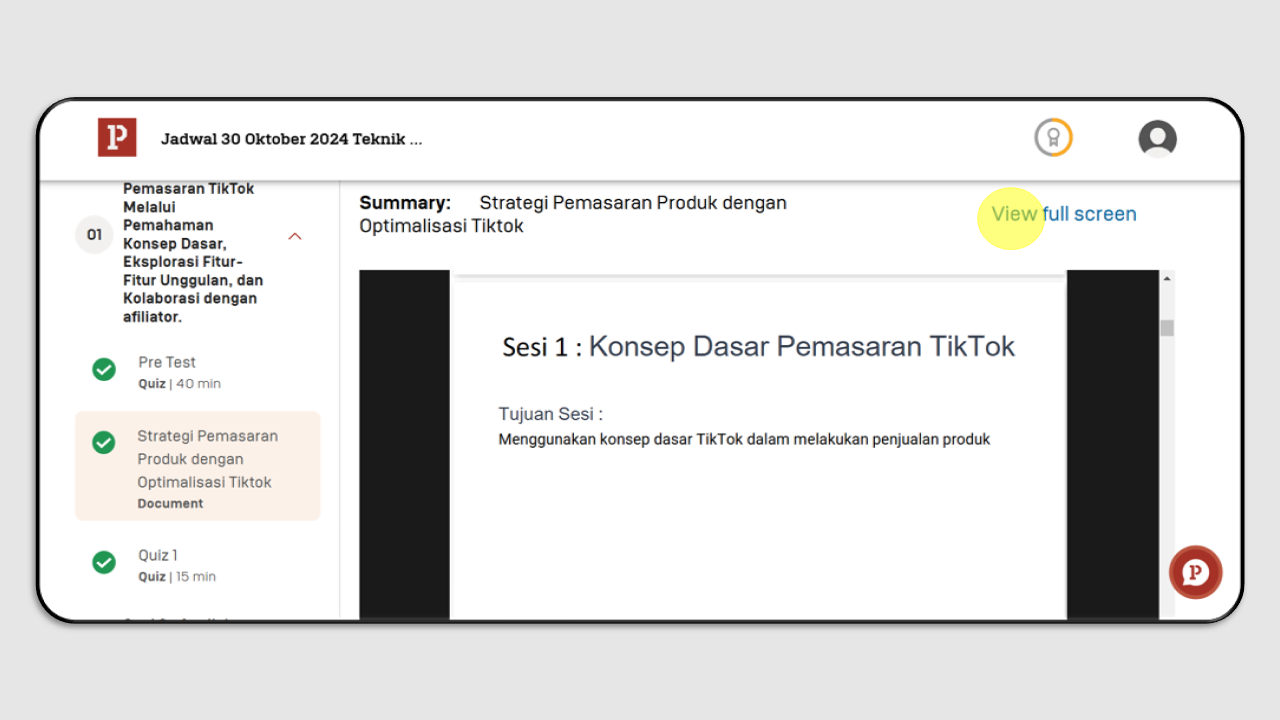 P
Jadwal 30 Oktober 2024 Teknik ...
01
Pemasaran TikTok
Melalui
Pemahaman
Konsep Dasar,
Eksplorasi Fitur-
Fitur Unggulan, dan
Kolaborasi dengan
afiliator.
Pre Test
Quiz | 40 min
Strategi Pemasaran
Produk dengan
Optimalisasi Tiktok
Document
Quiz 1
Quiz | 15 min
Summary: Strategi Pemasaran Produk dengan
Optimalisasi Tiktok
View full screen
Sesi 1 : Konsep Dasar Pemasaran TikTok
Tujuan Sesi :
Menggunakan konsep dasar TikTok dalam melakukan penjualan produk
P